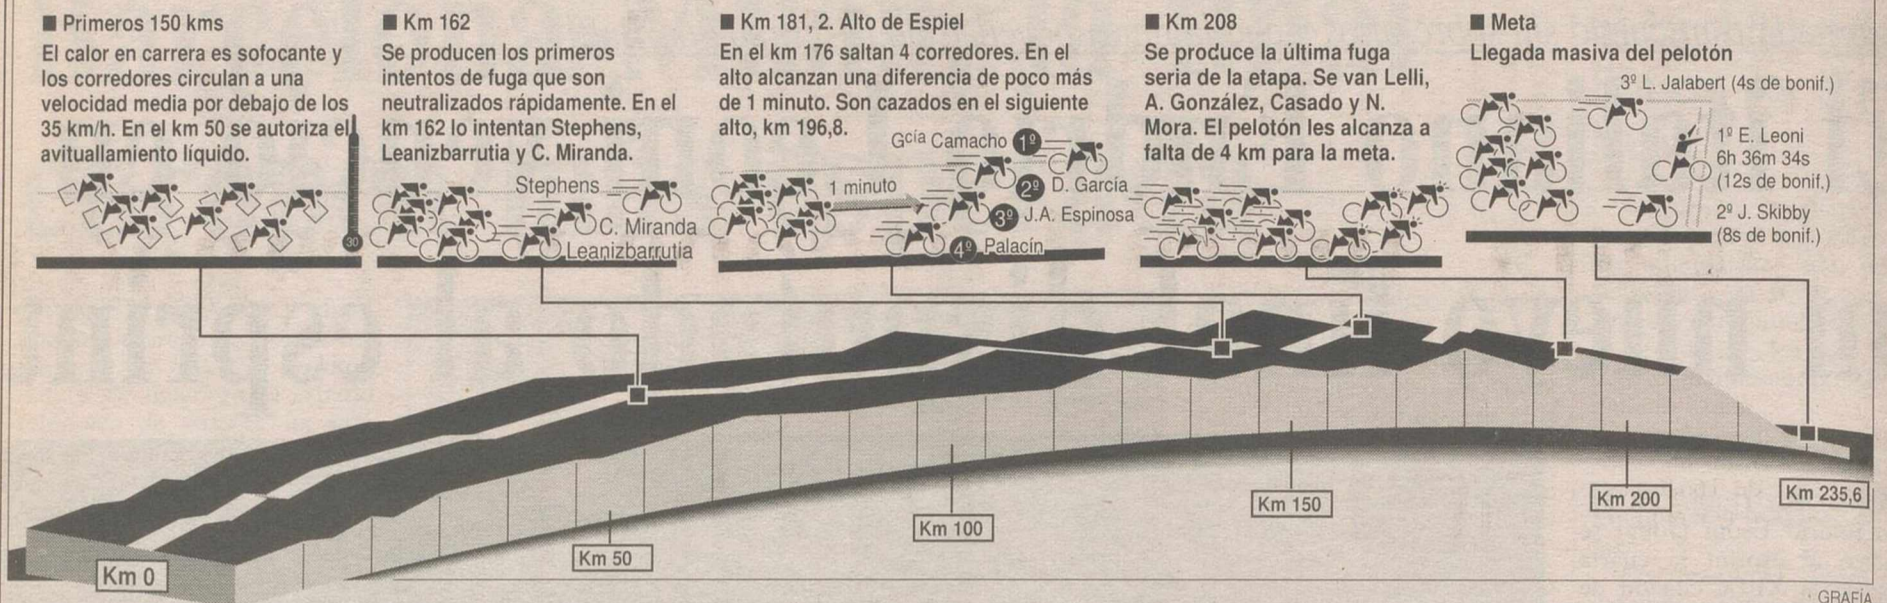 ■ Primeros 150 kms
El calor en carrera es sofocante y
los corredores circulan a una
velocidad media por debajo de los
35 km/h. En el km 50 se autoriza el
avituallamiento líquido.
30
■ Km 162
Se producen los primeros
intentos de fuga que son
neutralizados rápidamente. En el
km 162 lo intentan Stephens,
Leanizbarrutia y C. Miranda.
Stephens
C. Miranda
Leanizbarrutia
■ Km 181, 2. Alto de Espiel
En el km 176 saltan 4 corredores. En el
alto alcanzan una diferencia de poco más
de 1 minuto. Son cazados en el siguiente
alto, km 196,8.
Gcía Camacho 1º
1 minuto
2º D. García
3º J.A. Espinosa
4º Palacín
■ Km 208
Se produce la última fuga
seria de la etapa. Se van Lelli,
A. González, Casado y N.
Mora. El pelotón les alcanza a
falta de 4 km para la meta.
■ Meta
Llegada masiva del pelotón
3º L. Jalabert (4s de bonif.)
1º E. Leoni
6h 36m 34s
(12s de bonif.)
2º J. Skibby
(8s de bonif.)
Km 0
Km 50
Km 100
Km 150
Km 200
Km 235,6
GRAFÍA